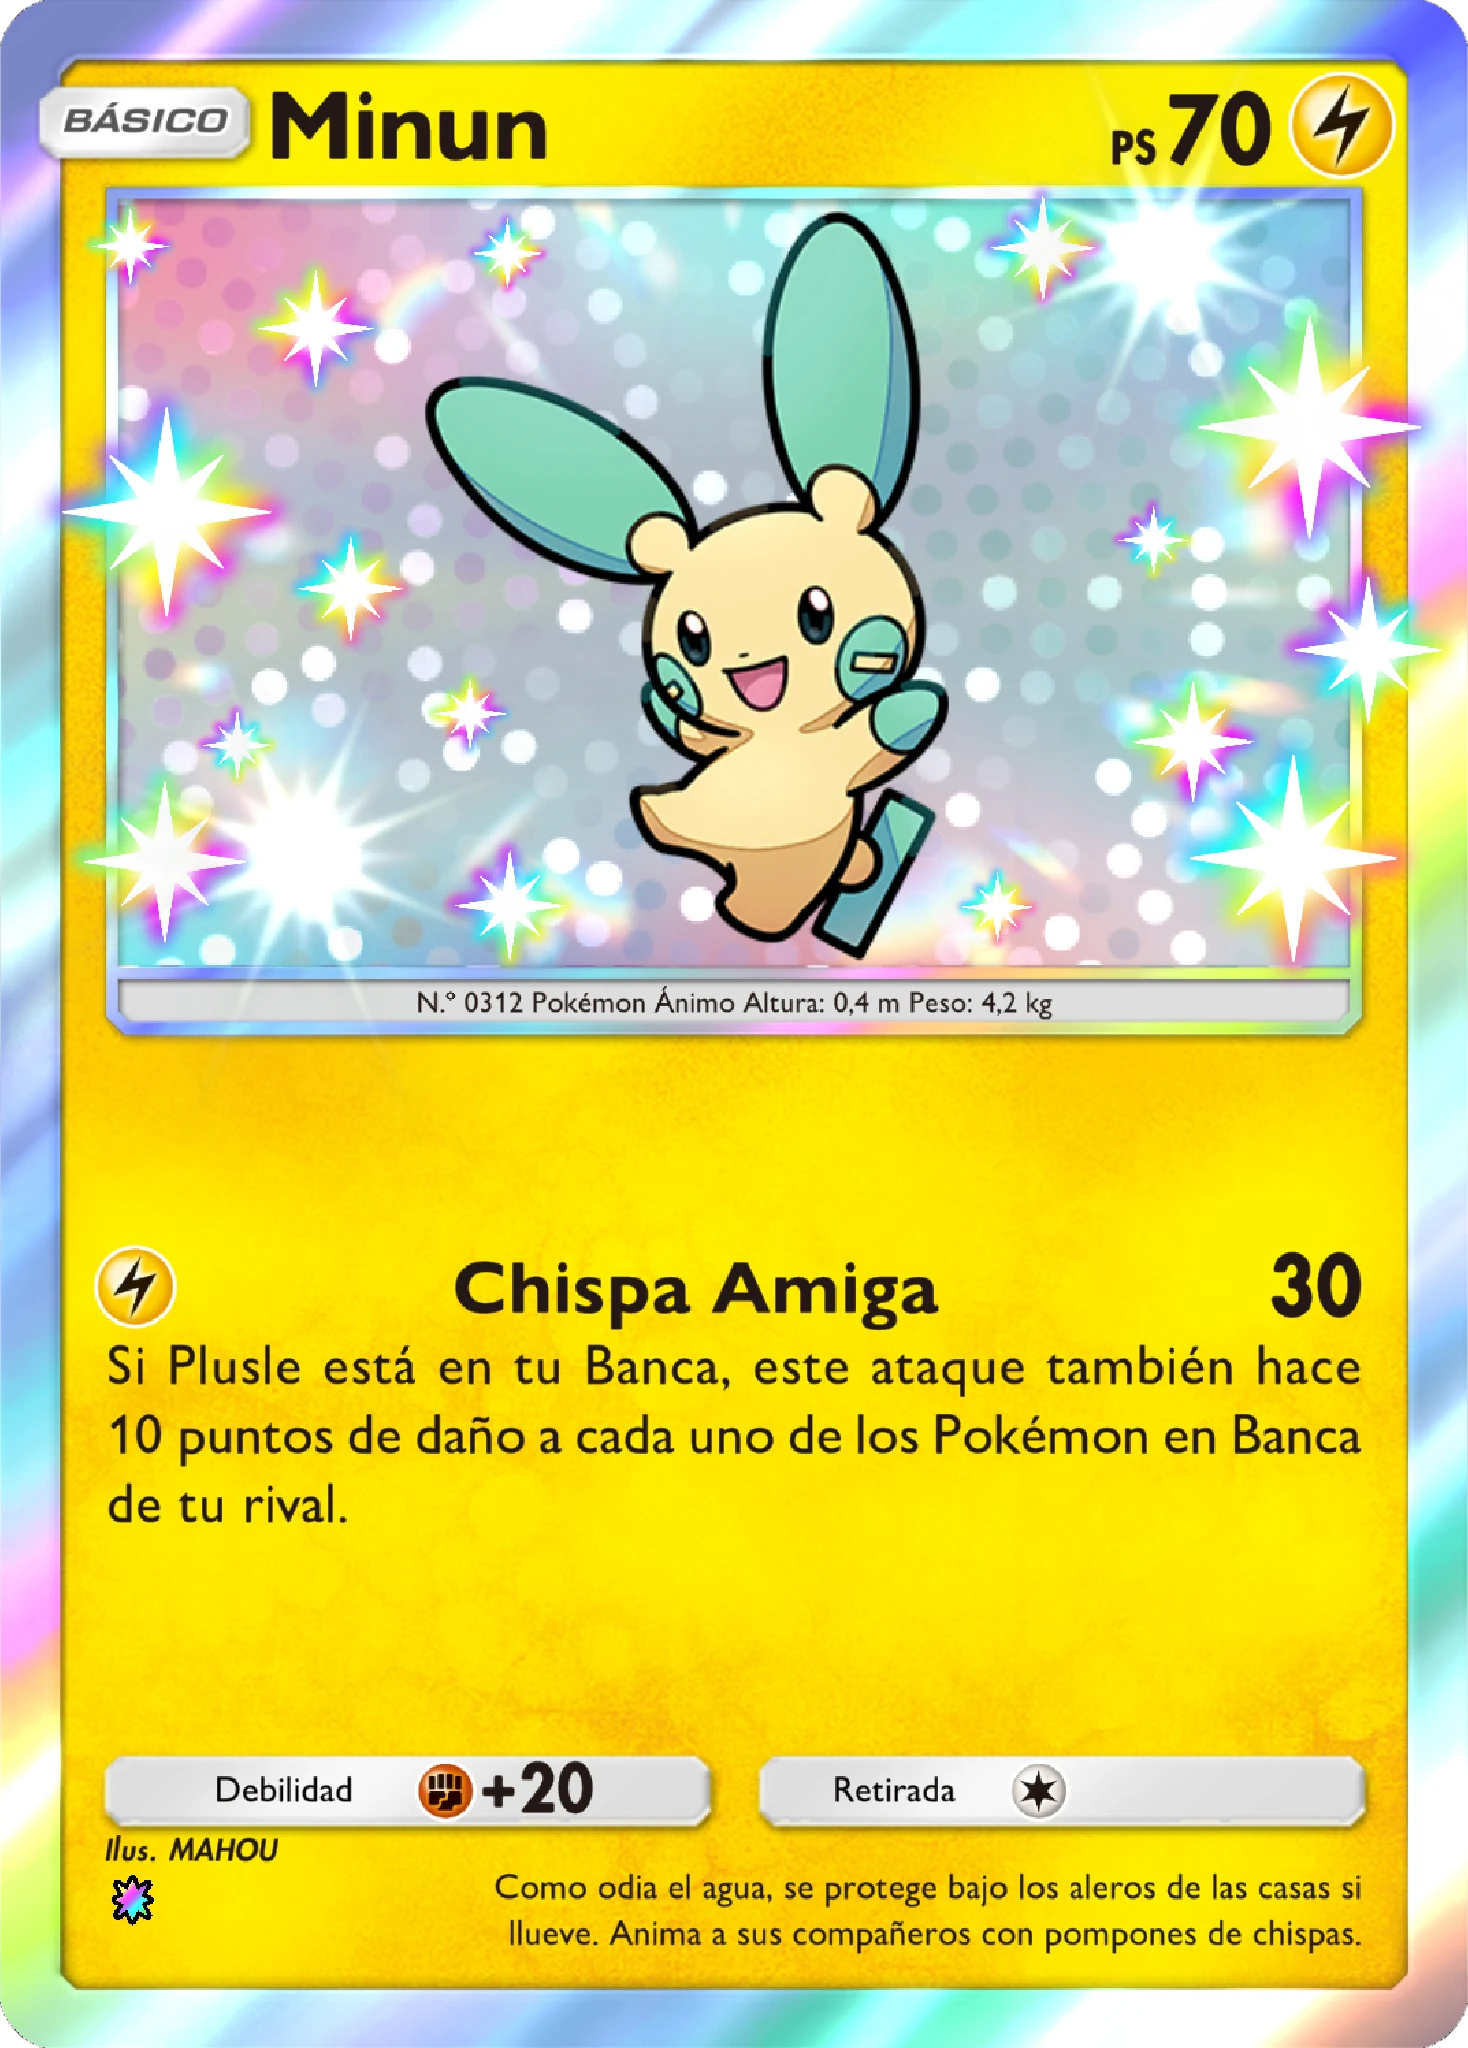 BÁSICO Minun PS 70
N.º 0312 Pokémon Ánimo Altura: 0,4 m Peso: 4,2 kg
Chispa Amiga 30
Si Plusle está en tu Banca, este ataque también hace
10 puntos de daño a cada uno de los Pokémon en Banca
de tu rival.
Debilidad +20 Retirada
Ilus. MAHOU
Como odia el agua, se protege bajo los aleros de las casas si
llueve. Anima a sus compañeros con pompones de chispas.